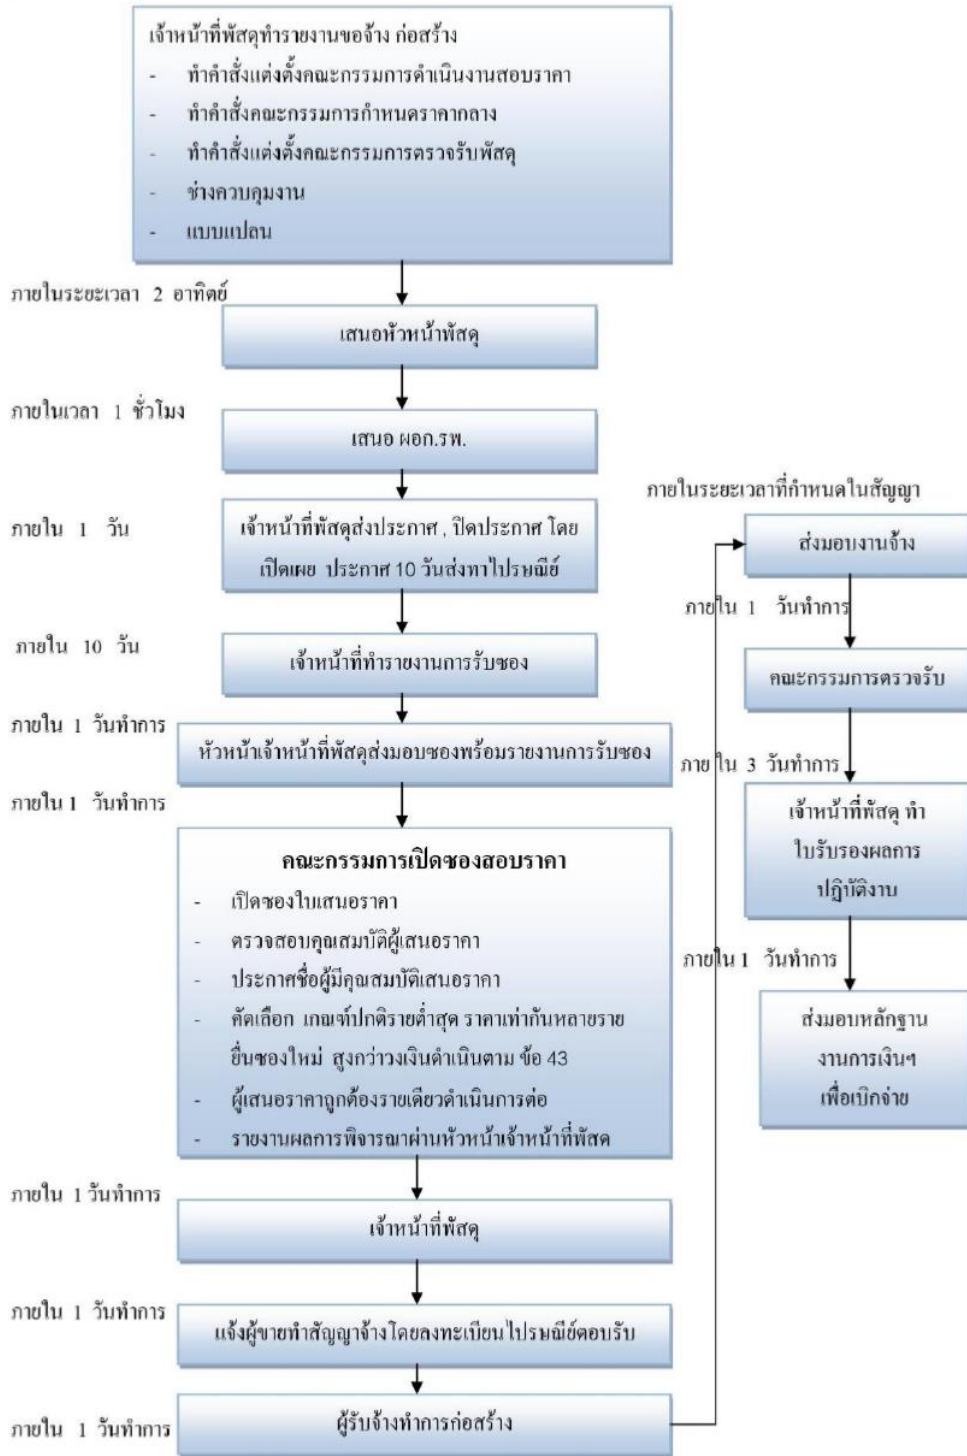 เจ้าหน้าที่พัสดุทำรายงานขอจ้าง ก่อสร้าง
- ทำคำสั่งแต่งตั้งคณะกรรมการดำเนินงานสอบราคา
- ทำคำสั่งคณะกรรมการกำหนดราคากลาง
- ทำคำสั่งแต่งตั้งคณะกรรมการตรวจรับพัสดุ
- ช่างควบคุมงาน
- แบบแปลน
ภายในระยะเวลา 2 อาทิตย์
เสนอหัวหน้าพัสดุ
ภายในเวลา 1 ชั่วโมง
เสนอ ผอก.รพ.
ภายใน 1 วัน
เจ้าหน้าที่พัสดุส่งประกาศ , ปิดประกาศ โดย
เปิดเผย ประกาศ 10 วันส่งทาไปรษณีย์
ภายใน 10 วัน
เจ้าหน้าที่ทำรายงานการรับซอง
ภายใน 1 วันทำการ
หัวหน้าเจ้าหน้าที่พัสดุส่งมอบซองพร้อมรายงานการรับซอง
ภายใน 1 วันทำการ
คณะกรรมการเปิดซองสอบราคา
- เปิดซองใบเสนอราคา
- ตรวจสอบคุณสมบัติผู้เสนอราคา
- ประกาศชื่อผู้มีคุณสมบัติเสนอราคา
- คัดเลือก เกณฑ์ปกติรายต่ำสุด ราคาเท่ากันหลายราย
ยื่นซองใหม่ สูงกว่าวงเงินดำเนินตาม ข้อ 43
- ผู้เสนอราคาถูกต้องรายเดียวดำเนินการต่อ
- รายงานผลการพิจารณาผ่านหัวหน้าเจ้าหน้าที่พัสด
ภายใน 1 วันทำการ
เจ้าหน้าที่พัสดุ
ภายใน 1 วันทำการ
แจ้งผู้ขายทำสัญญาจ้างโดยลงทะเบียนไปรษณีย์ตอบรับ
ภายใน 1 วันทำการ
ผู้รับจ้างทำการก่อสร้าง
ภายในระยะเวลาที่กำหนดในสัญญา
ส่งมอบงานจ้าง
ภายใน 1 วันทำการ
คณะกรรมการตรวจรับ
ภายใน 3 วันทำการ
เจ้าหน้าที่พัสดุ ทำ
ใบรับรองผลการ
ปฏิบัติงาน
ภายใน 1 วันทำการ
ส่งมอบหลักฐาน
งานการเงินฯ
เพื่อเบิกจ่าย